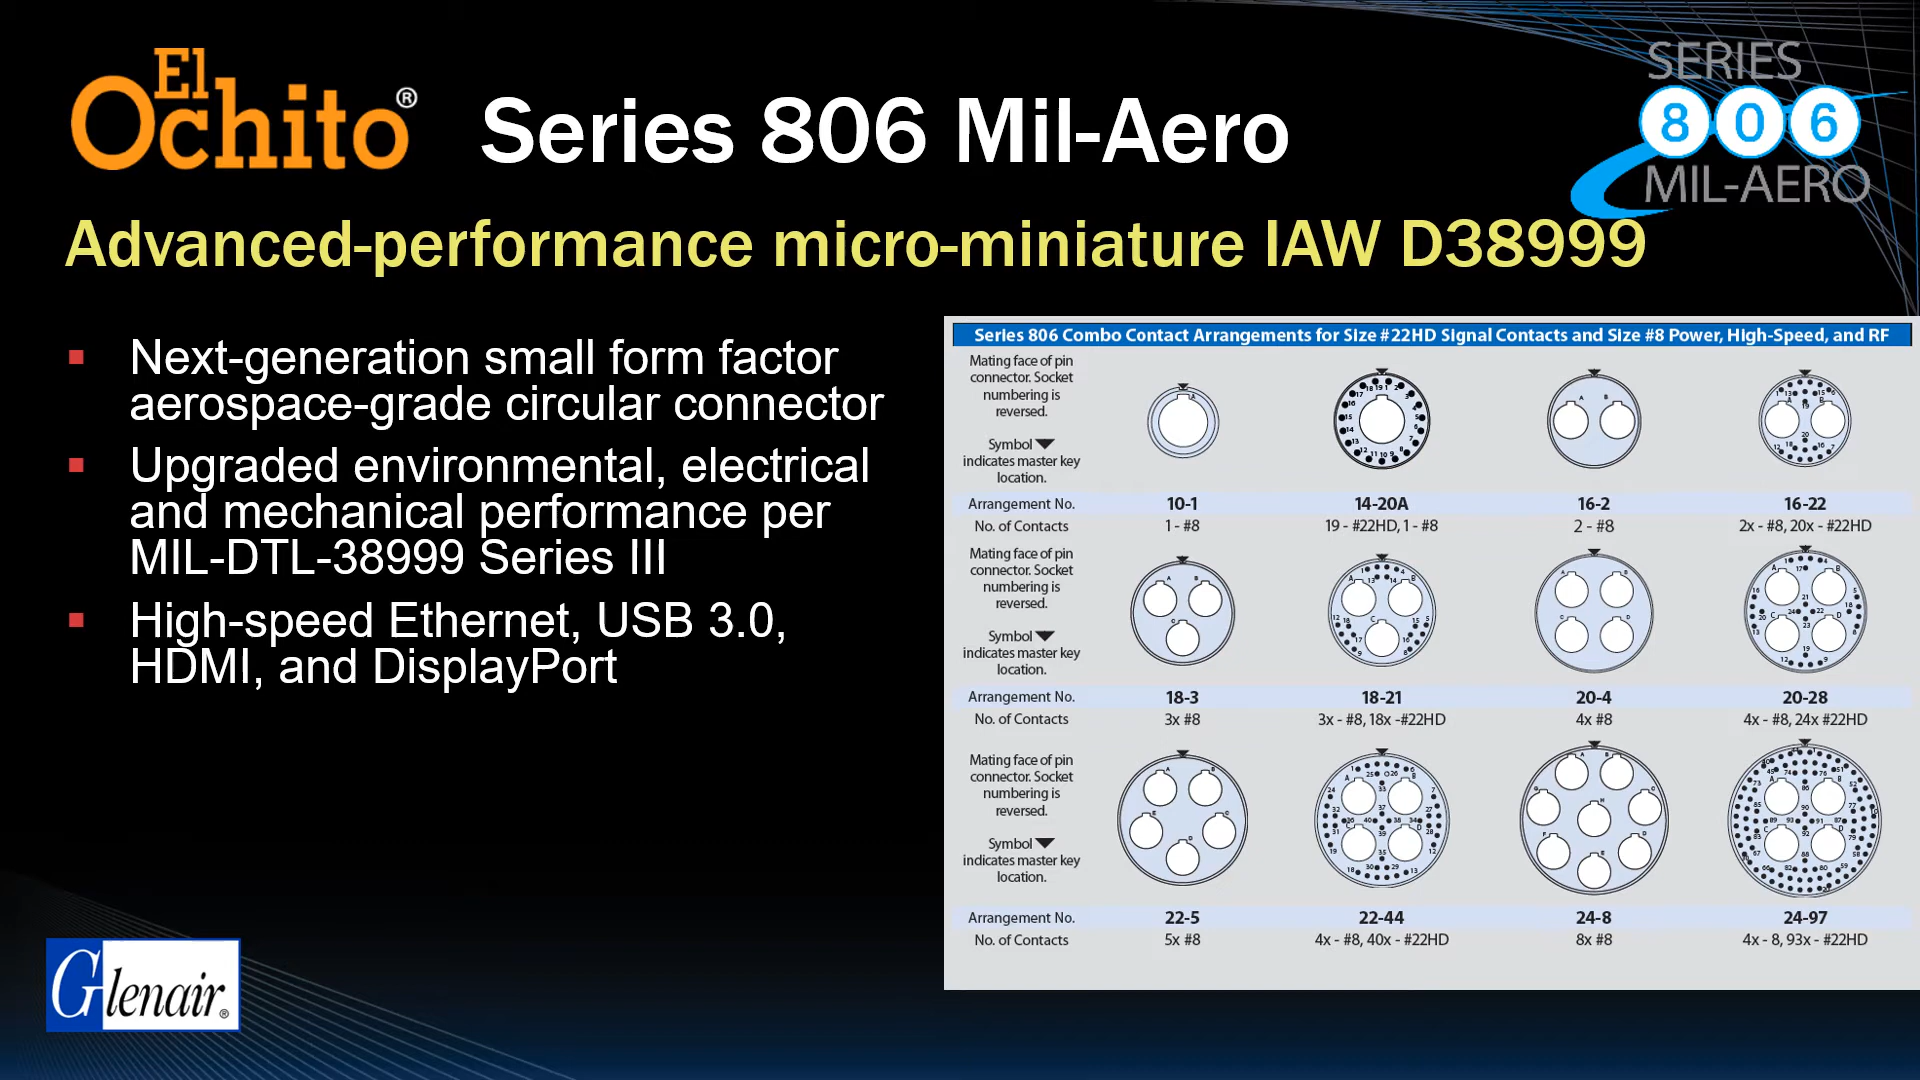 El
Ochito®
Series 806 Mil-Aero
SERIES
806
MIL-AERO
Advanced-performance micro-miniature IAW D38999
Next-generation small form factor
aerospace-grade circular connector
Upgraded environmental, electrical
and mechanical performance per
MIL-DTL-38999 Series III
High-speed Ethernet, USB 3.0,
HDMI, and DisplayPort
Series 806 Combo Contact Arrangements for Size #22HD Signal Contacts and Size #8 Power, High-Speed, and RF
Mating face of pin
connector. Socket
numbering is
reversed.
Symbol ▼
indicates master key
location.
Arrangement No. 10-1 14-20A 16-2 16-22
No. of Contacts 1 - #8 19 - #22HD, 1 - #8 2 - #8 2x - #8, 20x - #22HD
Mating face of pin
connector. Socket
numbering is
reversed.
Symbol ▼
indicates master key
location.
Arrangement No. 18-3 18-21 20-4 20-28
No. of Contacts 3x #8 3x - #8, 18x -#22HD 4x #8 4x - #8, 24x #22HD
Mating face of pin
connector. Socket
numbering is
reversed.
Symbol ▼
indicates master key
location.
Arrangement No. 22-5 22-44 24-8 24-97
No. of Contacts 5x #8 4x - #8, 40x - #22HD 8x #8 4x - 8, 93x - #22HD
Glenair®